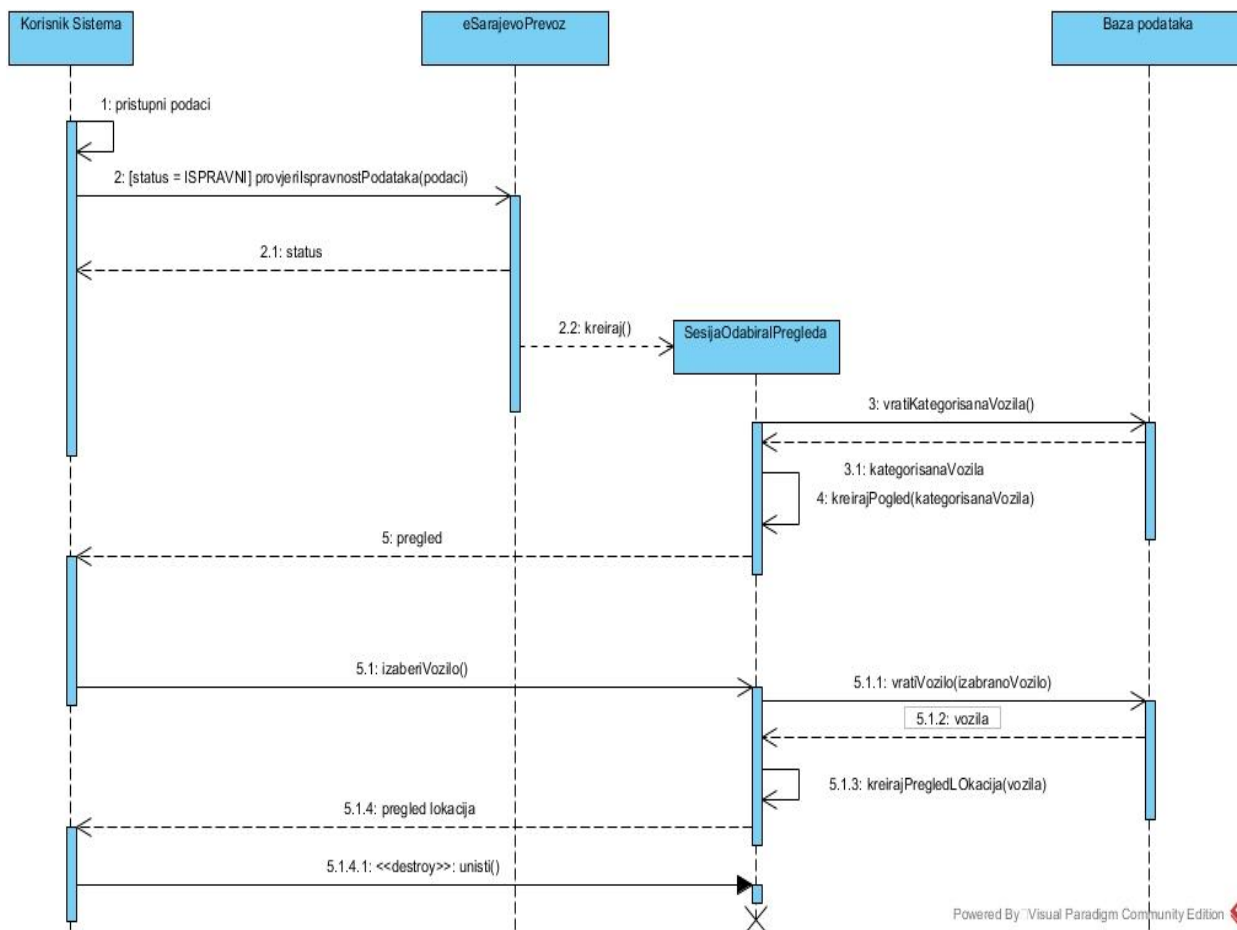 Korisnik Sistema
eSarajevoPrevoz
Baza podataka
1: pristupni podaci
2: [status = ISPRAVNI] provjeriIspravnostPodataka(podaci)
2.1: status
2.2: kreiraj()
SesijaOdabiraIPregleda
3: vratiKategorisanaVozila()
3.1: kategorisanaVozila
4: kreirajPogled(kategorisanaVozila)
5: pregled
5.1: izaberiVozilo()
5.1.1: vratiVozilo(izabranoVozilo)
5.1.2: vozila
5.1.3: kreirajPregledLOkacija(vozila)
5.1.4: pregled lokacija
5.1.4.1: <<destroy>>: unisti()
Powered By Visual Paradigm Community Edition